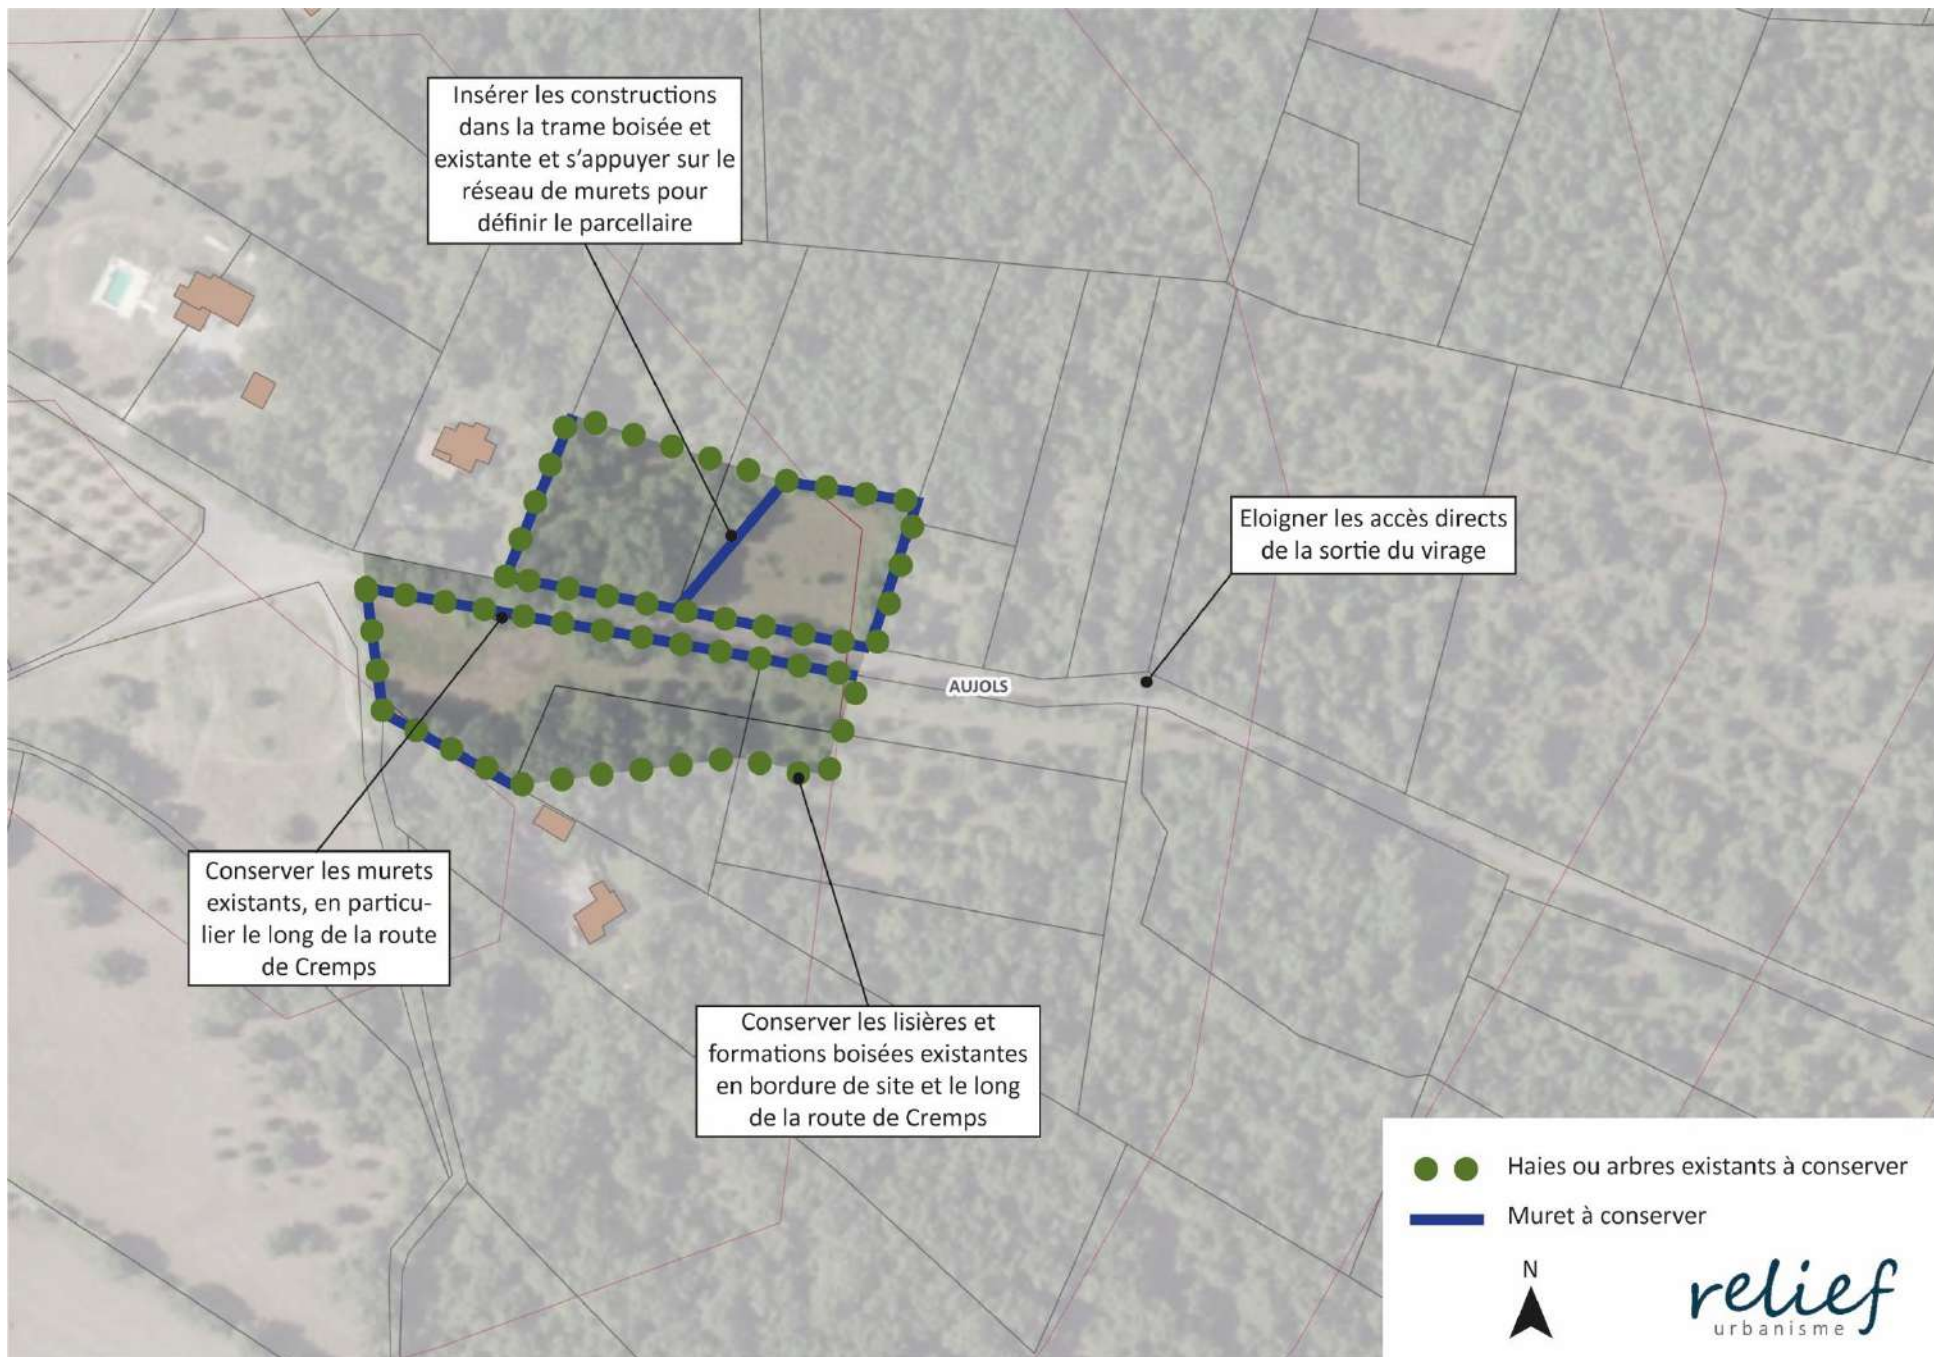 Insérer les constructions
dans la trame boisée et
existante et s'appuyer sur le
réseau de murets pour
définir le parcellaire
Eloigner les accès directs
de la sortie du virage
AUJOLS
Conserver les murets
existants, en particu-
lier le long de la route
de Cremps
Conserver les lisières et
formations boisées existantes
en bordure de site et le long
de la route de Cremps
Haies ou arbres existants à conserver
Muret à conserver
N
relief
urbanisme